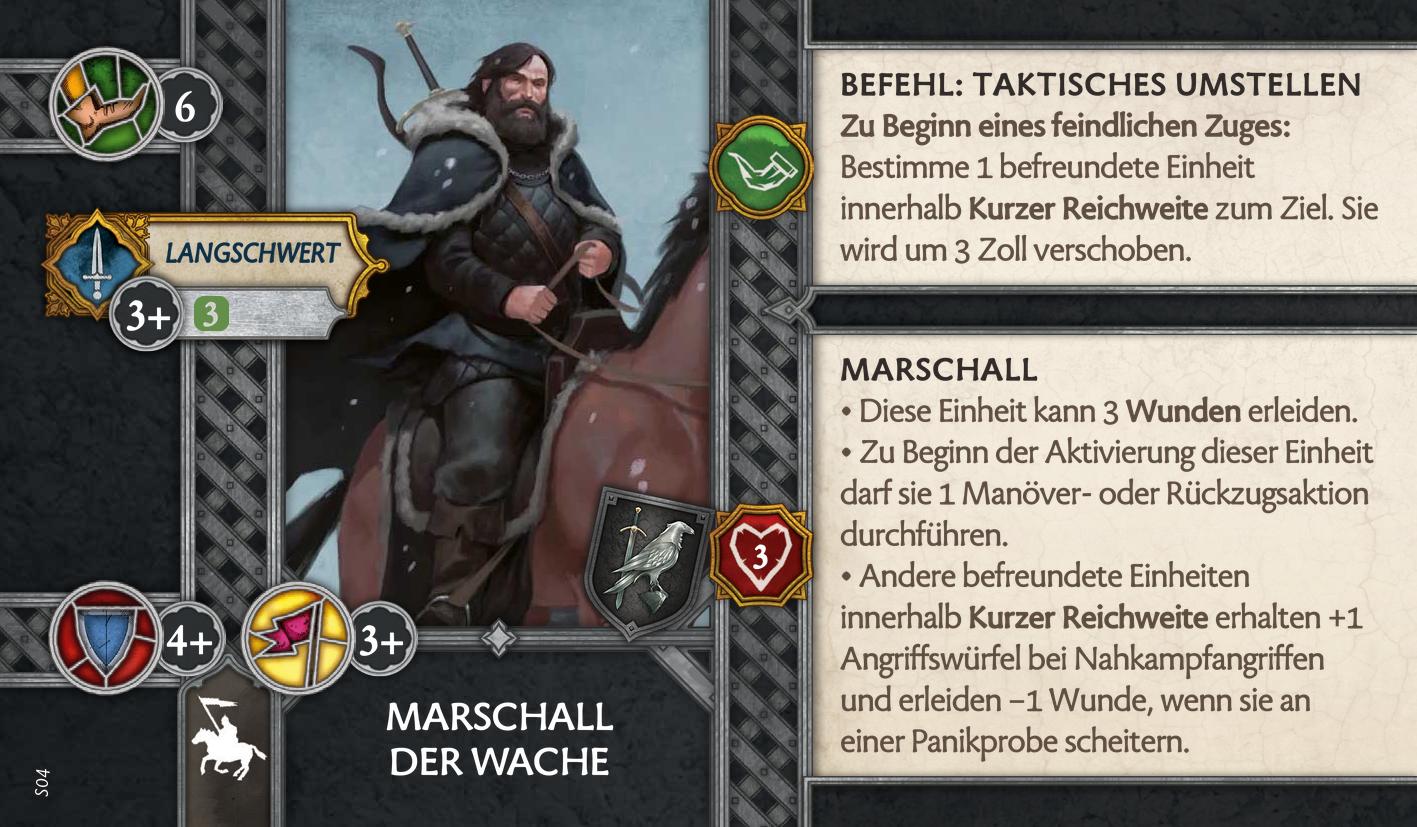 6
LANGSCHWERT
3+ 3
4+ 3+
MARSCHALL
DER WACHE
S04
BEFEHL: TAKTISCHES UMSTELLEN
Zu Beginn eines feindlichen Zuges:
Bestimme 1 befreundete Einheit
innerhalb Kurzer Reichweite zum Ziel. Sie
wird um 3 Zoll verschoben.
3
MARSCHALL
• Diese Einheit kann 3 Wunden erleiden.
• Zu Beginn der Aktivierung dieser Einheit
darf sie 1 Manöver- oder Rückzugsaktion
durchführen.
• Andere befreundete Einheiten
innerhalb Kurzer Reichweite erhalten +1
Angriffswürfel bei Nahkampfangriffen
und erleiden –1 Wunde, wenn sie an
einer Panikprobe scheitern.